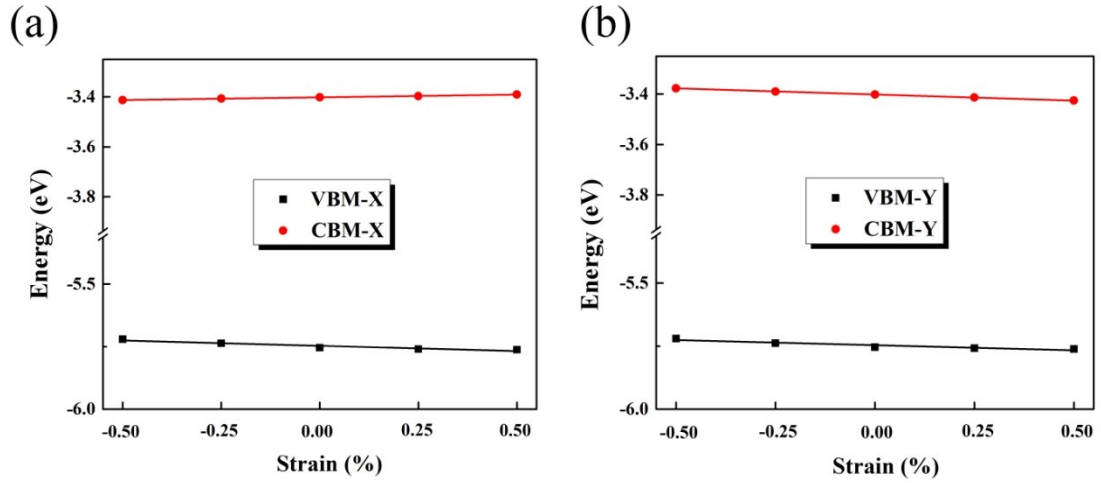 (a)
-3.4
-3.6
-3.8
-5.5
-6.0
Energy (eV)
VBM-X
CBM-X
-0.50 -0.25 0.00 0.25 0.50
Strain (%)
(b)
-3.4
-3.6
-3.8
-5.5
-6.0
Energy (eV)
VBM-Y
CBM-Y
-0.50 -0.25 0.00 0.25 0.50
Strain (%)